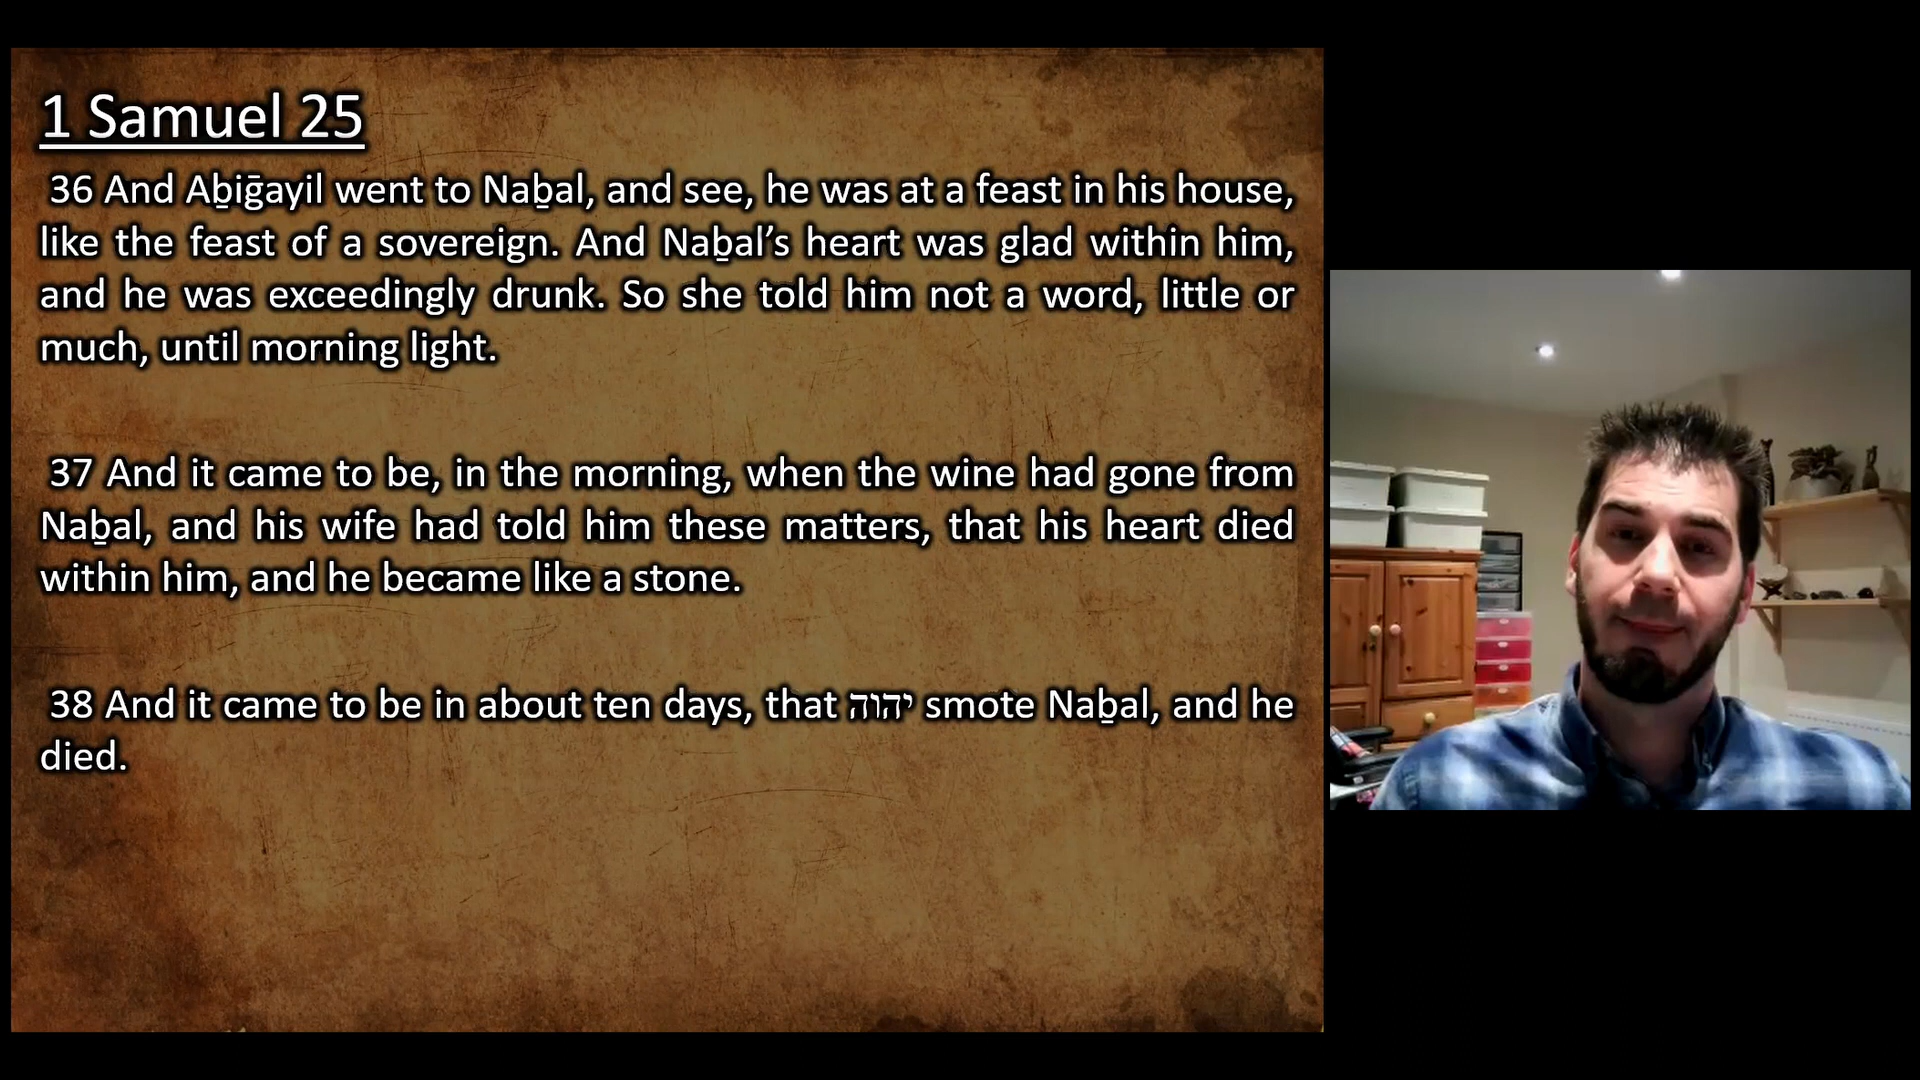 1 Samuel 25
36 And Aḇiḡayil went to Naḇal, and see, he was at a feast in his house,
like the feast of a sovereign. And Naḇal’s heart was glad within him,
and he was exceedingly drunk. So she told him not a word, little or
much, until morning light.
37 And it came to be, in the morning, when the wine had gone from
Naḇal, and his wife had told him these matters, that his heart died
within him, and he became like a stone.
38 And it came to be in about ten days, that יהוה smote Naḇal, and he
died.